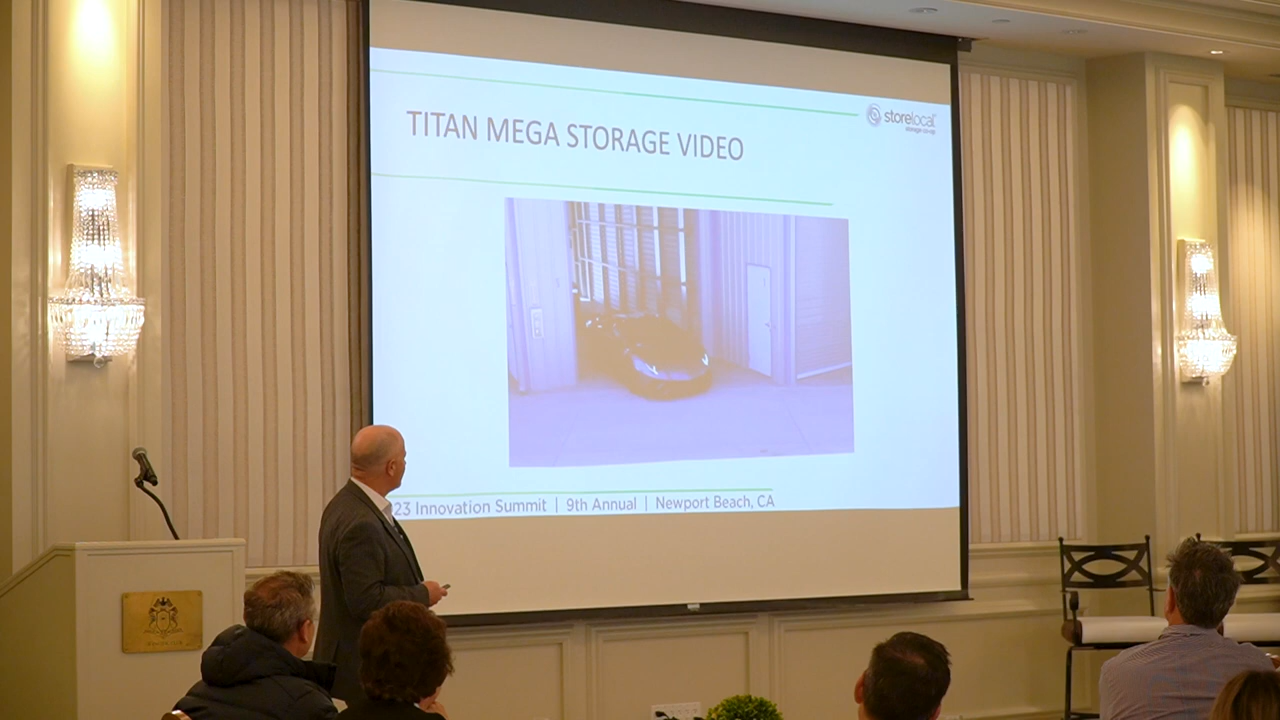 storelocal
storage co-op
TITAN MEGA STORAGE VIDEO
23 Innovation Summit | 9th Annual | Newport Beach, CA